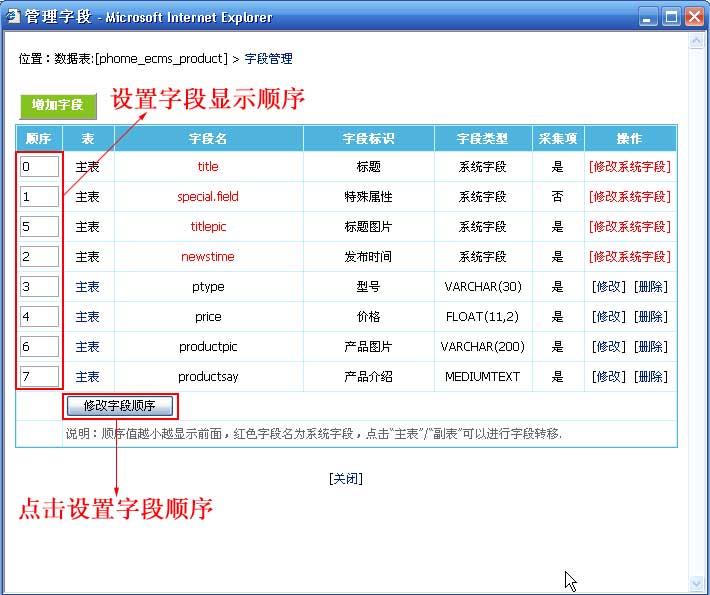 管理字段 - Microsoft Internet Explorer
位置：数据表:[phome_ecms_product] > 字段管理
增加字段 设置字段显示顺序
顺序 表 字段名 字段标识 字段类型 采集项 操作
0 主表 title 标题 系统字段 是 [修改系统字段]
1 主表 special.field 特殊属性 系统字段 否 [修改系统字段]
5 主表 titlepic 标题图片 系统字段 是 [修改系统字段]
2 主表 newstime 发布时间 系统字段 是 [修改系统字段]
3 主表 ptype 型号 VARCHAR(30) 是 [修改] [删除]
4 主表 price 价格 FLOAT(11,2) 是 [修改] [删除]
6 主表 productpic 产品图片 VARCHAR(200) 是 [修改] [删除]
7 主表 productsay 产品介绍 MEDIUMTEXT 是 [修改] [删除]
修改字段顺序
说明：顺序值越小越显示前面，红色字段名为系统字段，点击“主表”/“副表”可以进行字段转移.
[关闭]
点击设置字段顺序